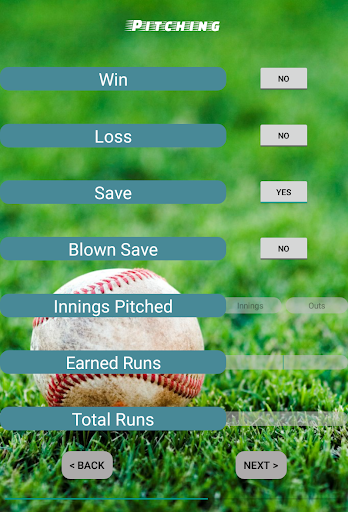 Pitching
Win NO
Loss NO
Save YES
Blown Save NO
Innings Pitched Innings Outs
Earned Runs
Total Runs
< BACK NEXT >